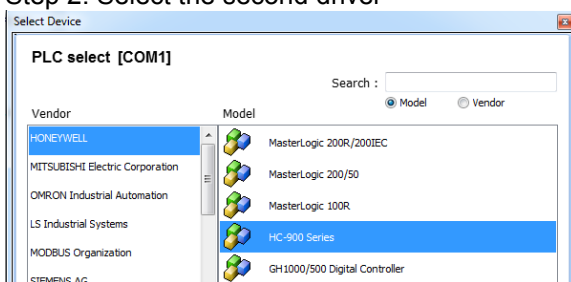 Step 2: Select the second driver
Select Device
PLC select [COM1]
Search :
Model
Vendor
Vendor
Model
HONEYWELL
MITSUBISHI Electric Corporation
OMRON Industrial Automation
LS Industrial Systems
MODBUS Organization
SIEMENS AG
MasterLogic 200R/200IEC
MasterLogic 200/50
MasterLogic 100R
HC-900 Series
GH1000/500 Digital Controller